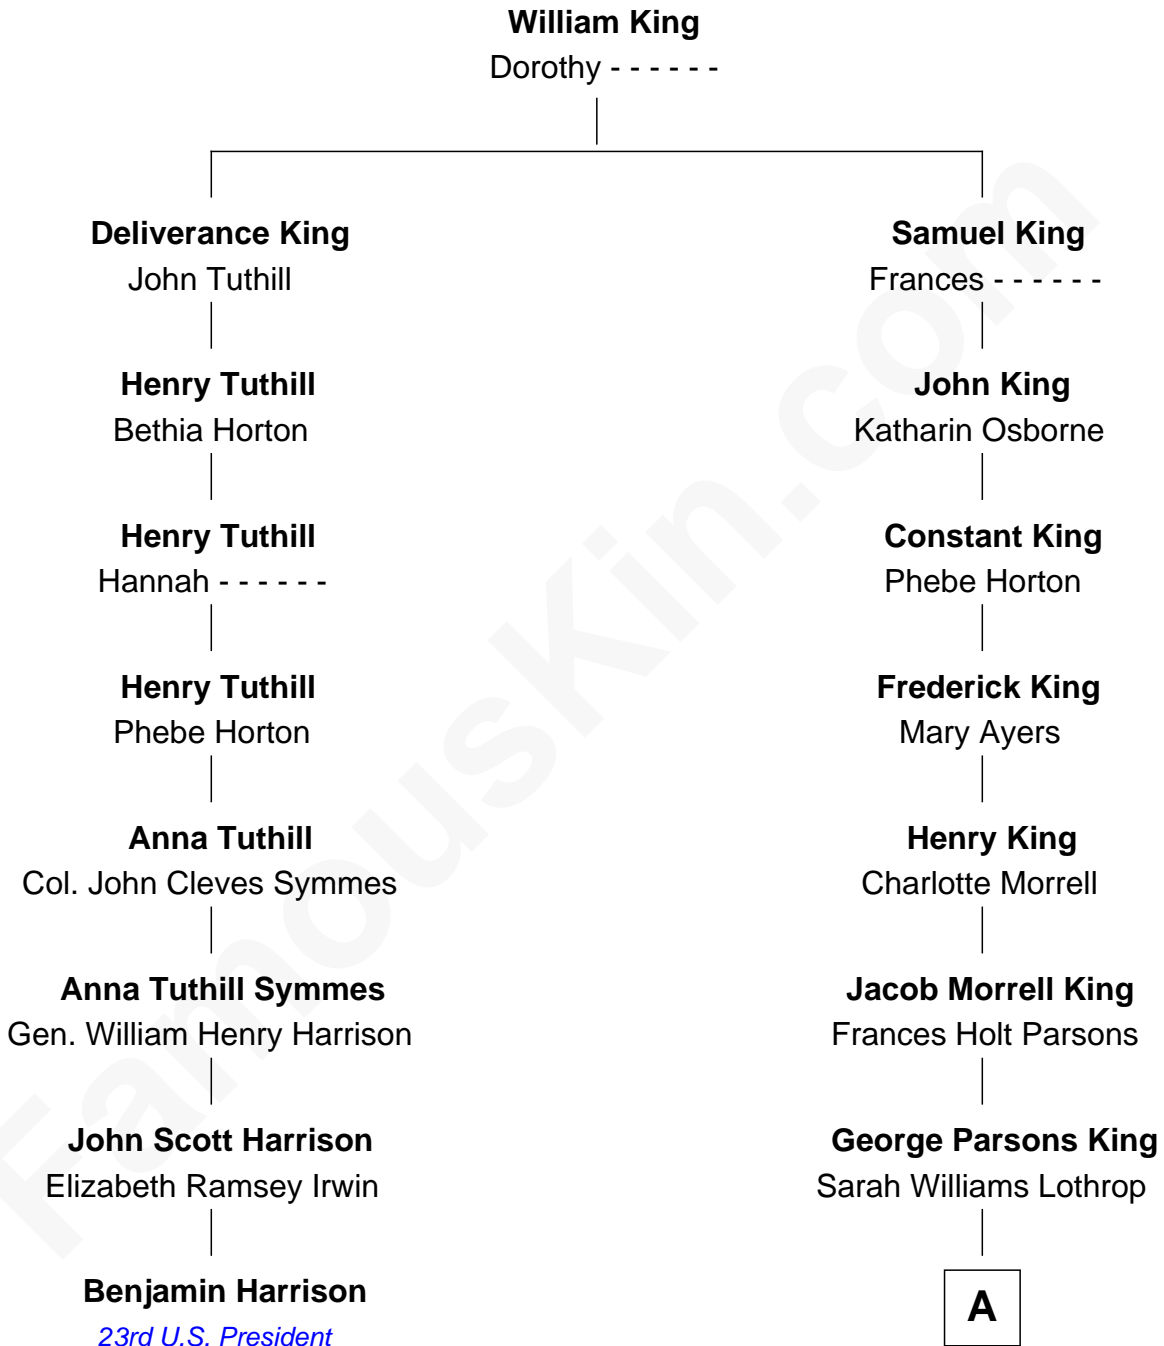 William King
Dorothy - - - - - -
Deliverance King
John Tuthill
Samuel King
Frances - - - - - -
Henry Tuthill
Bethia Horton
John King
Katharin Osborne
Henry Tuthill
Hannah - - - - - -
Constant King
Phebe Horton
Henry Tuthill
Phebe Horton
Frederick King
Mary Ayers
Anna Tuthill
Col. John Cleves Symmes
Henry King
Charlotte Morrell
Anna Tuthill Symmes
Gen. William Henry Harrison
Jacob Morrell King
Frances Holt Parsons
John Scott Harrison
Elizabeth Ramsey Irwin
George Parsons King
Sarah Williams Lothrop
Benjamin Harrison
23rd U.S. President
A
FamousKin.com